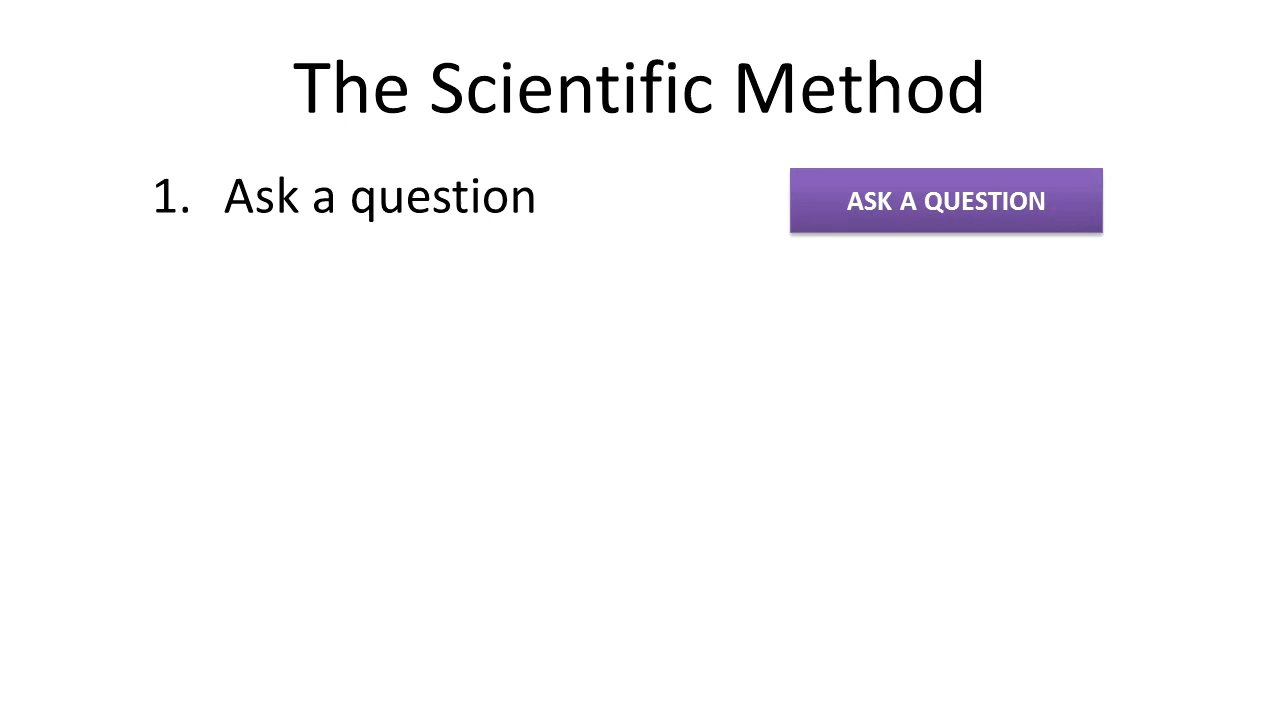 The Scientific Method
1. Ask a question
ASK A QUESTION